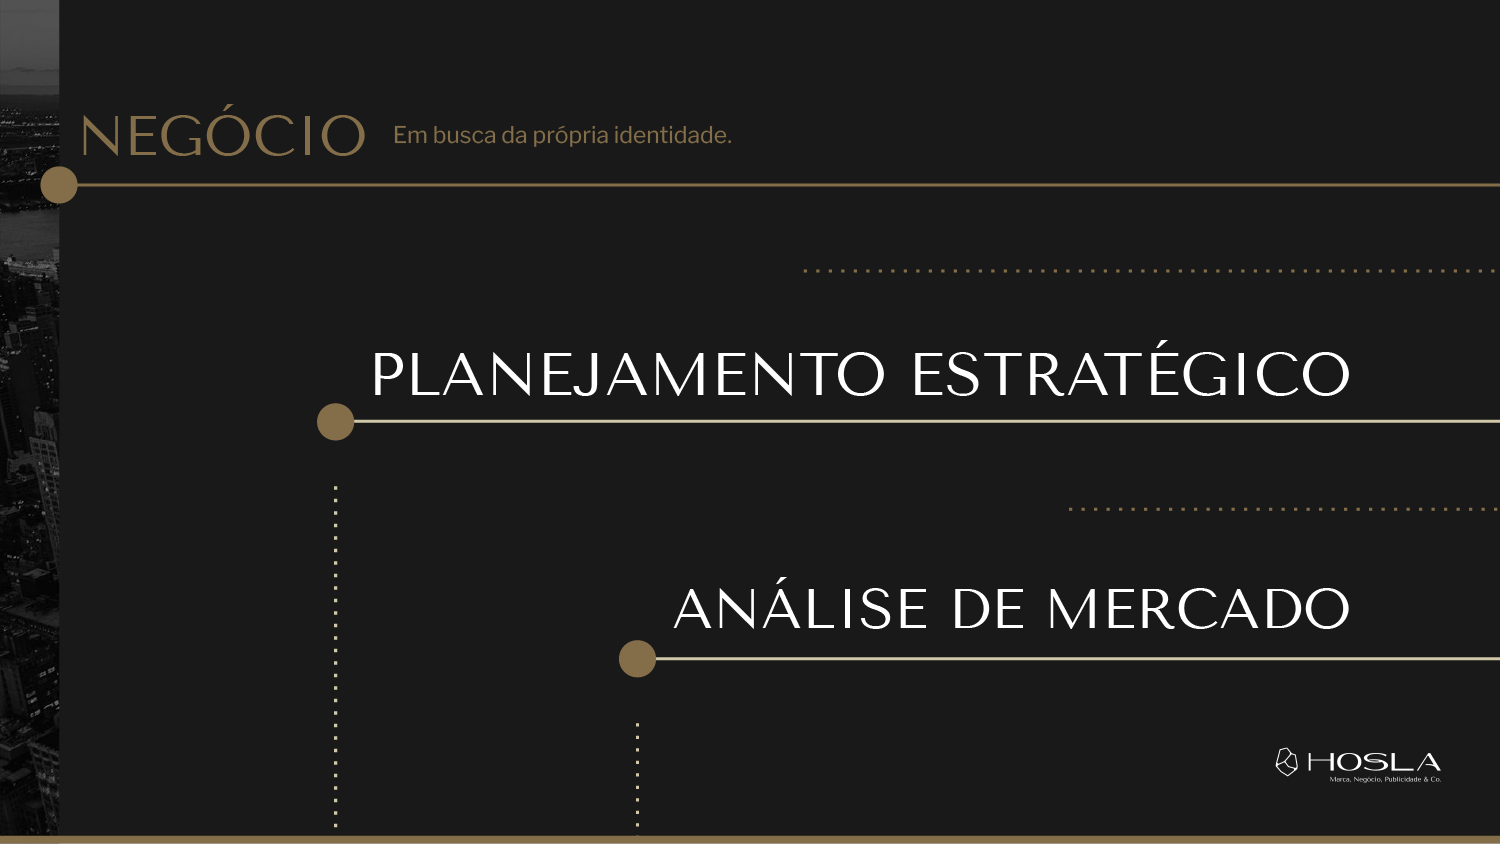 NEGÓCIO Em busca da própria identidade.
PLANEJAMENTO ESTRATÉGICO
ANÁLISE DE MERCADO
HOSLA
Marca, Negócio, Publicidade & Co.